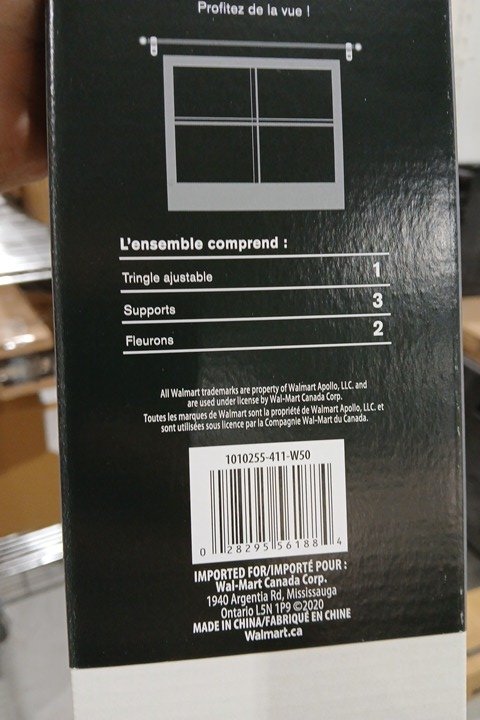 Profitez de la vue !
L'ensemble comprend :
Tringle ajustable 1
Supports 3
Fleurons 2
All Walmart trademarks are property of Walmart Apollo, LLC. and
are used under license by Wal-Mart Canada Corp.
Toutes les marques de Walmart sont la propriété de Walmart Apollo, LLC. et
sont utilisées sous licence par la Compagnie Wal-Mart du Canada.
1010255-411-W50
0 28295 56188 4
IMPORTED FOR/IMPORTÉ POUR :
Wal-Mart Canada Corp.
1940 Argentia Rd, Mississauga
Ontario L5N 1P9 ©2020
MADE IN CHINA/FABRIQUÉ EN CHINE
Walmart.ca